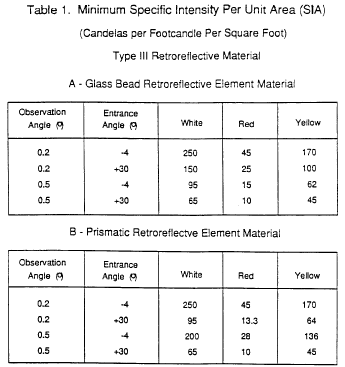 Table 1. Minimum Specific Intensity Per Unit Area (SIA)
(Candelas per Footcandle Per Square Foot)
Type III Retroreflective Material
A - Glass Bead Retroreflective Element Material
Observation Angle (º) Entrance Angle (º) White Red Yellow
0.2 -4 250 45 170
0.2 +30 150 25 100
0.5 -4 95 15 62
0.5 +30 65 10 45
B - Prismatic Retroreflectve Element Material
Observation Angle (º) Entrance Angle (º) White Red Yellow
0.2 -4 250 45 170
0.2 +30 95 13.3 64
0.5 -4 200 28 136
0.5 +30 65 10 45